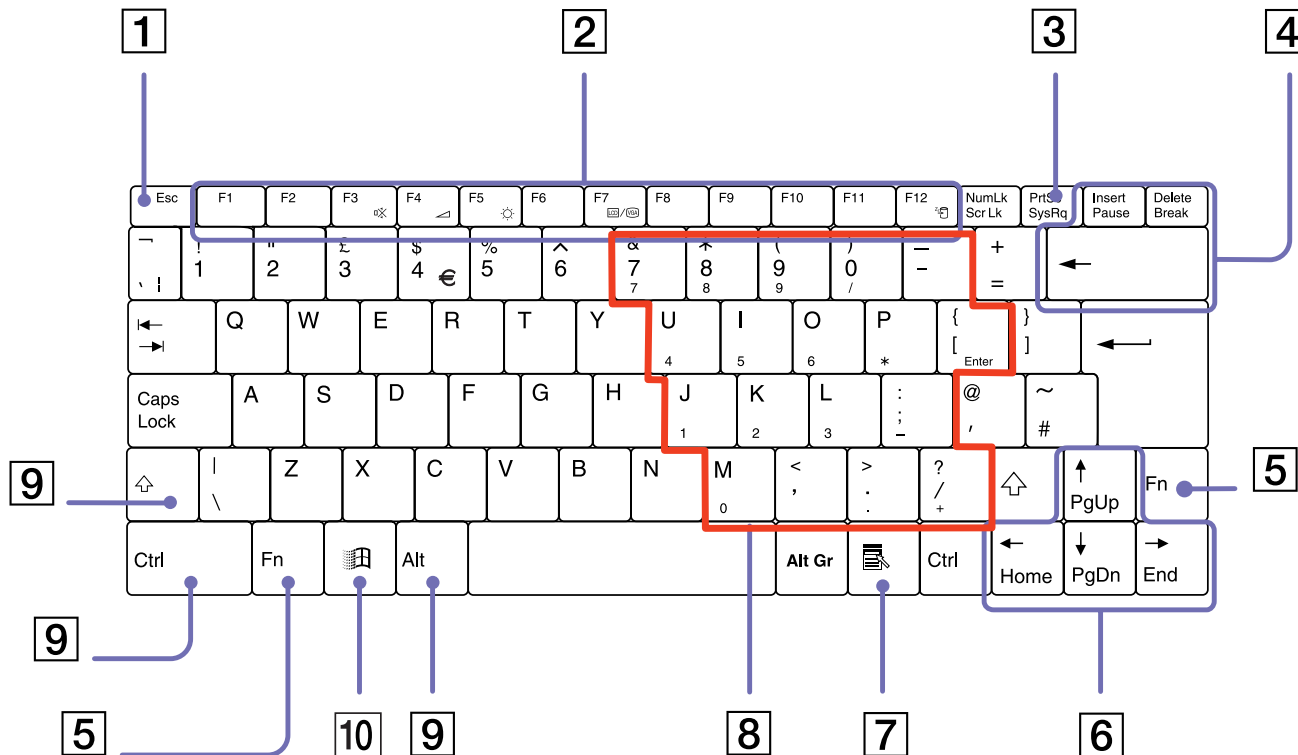 1 2 3 4
Esc F1 F2 F3 F4 F5 F6 F7 LCD / VGA F8 F9 F10 F11 F12 NumLk Scr Lk PrtSc SysRq Insert Pause Delete Break
¬ ` ¦ ! 1 " 2 £ 3 $ 4 € % 5 ^ 6 & 7 7 * 8 8 ( 9 9 ) 0 / _ - + = ←
Q W E R T Y U 4 I 5 O 6 P * { [ Enter } ]
Caps Lock A S D F G H J 1 K 2 L 3 : ; - @ ' ~ #
9 | \ Z X C V B N M 0 < , > . . ? / + ↑ PgUp Fn 5
Ctrl Fn Alt Alt Gr Ctrl ← Home ↓ PgDn → End
9
5 10 9 8 7 6